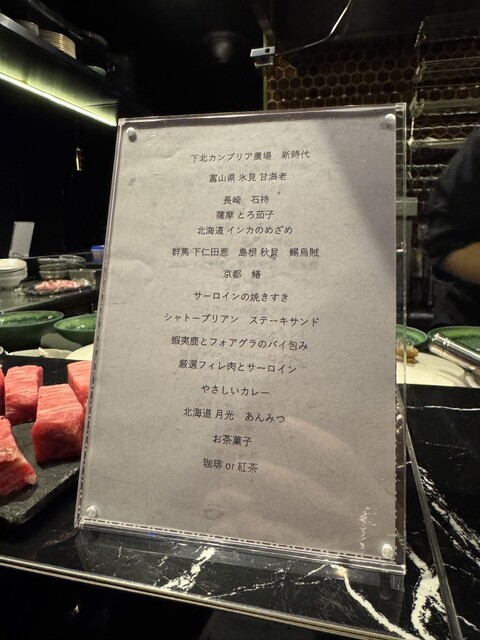 下北カンブリア農場　新時代
富山県 氷見 甘海老
長崎　石持
薩摩 とろ茄子
北海道 インカのめざめ
群馬 下仁田葱　島根 秋鹿　鯣烏賊
京都　鰆
サーロインの焼きすき
シャトーブリアン　ステーキサンド
蝦夷鹿とフォアグラのパイ包み
厳選フィレ肉とサーロイン
やさしいカレー
北海道 月光　あんみつ
お茶菓子
珈琲 or 紅茶